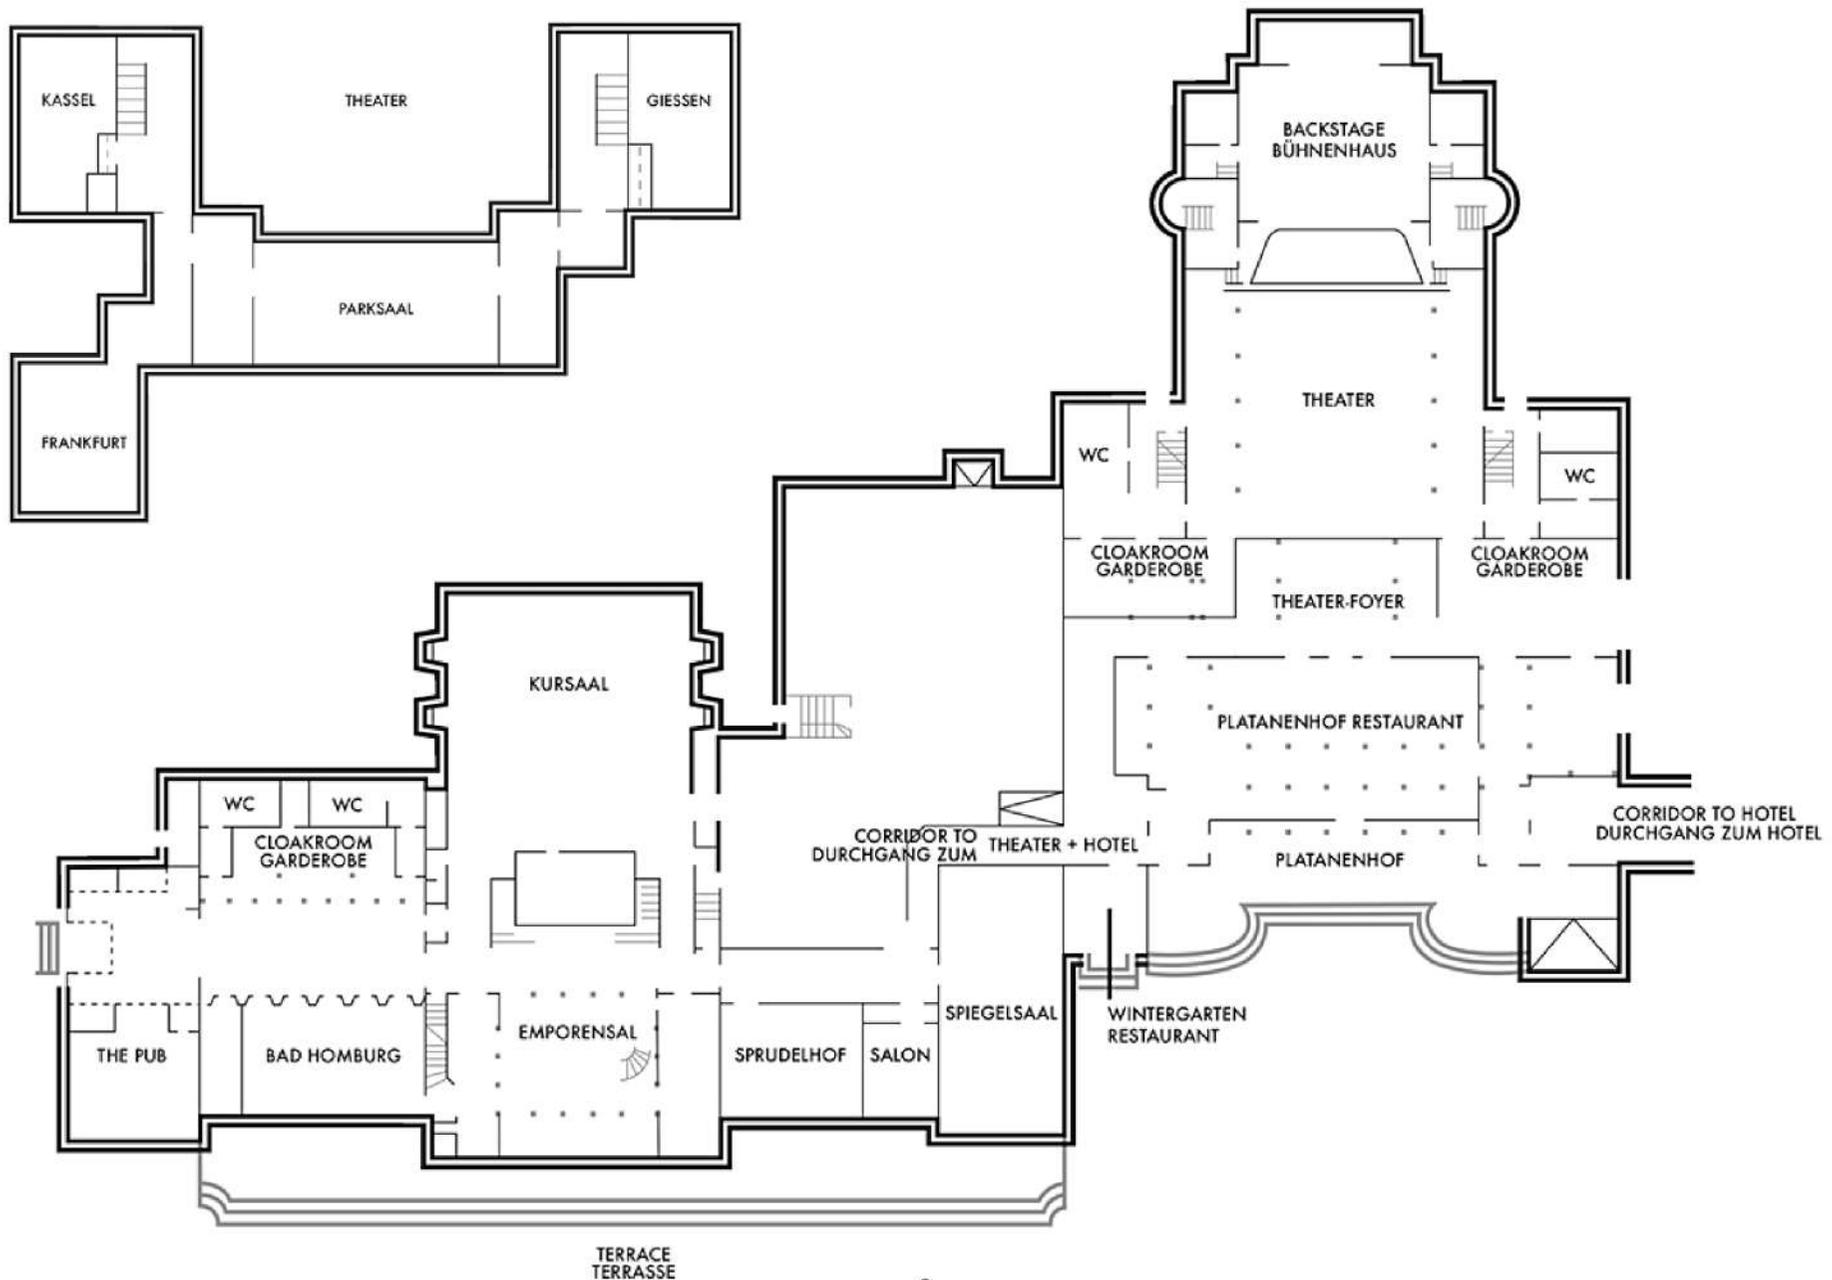 KASSEL
THEATER
GIESSEN
PARKSAAL
FRANKFURT
BACKSTAGE
BÜHNENHAUS
THEATER
WC
WC
CLOAKROOM
GARDEROBE
CLOAKROOM
GARDEROBE
THEATER-FOYER
KURSAAL
PLATANENHOF RESTAURANT
WC
WC
CLOAKROOM
GARDEROBE
CORRIDOR TO
DURCHGANG ZUM
THEATER + HOTEL
PLATANENHOF
CORRIDOR TO HOTEL
DURCHGANG ZUM HOTEL
THE PUB
BAD HOMBURG
EMPORENSAL
SPRUDELHOF
SALON
SPIEGELSAAL
WINTERGARTEN
RESTAURANT
TERRACE
TERRASSE